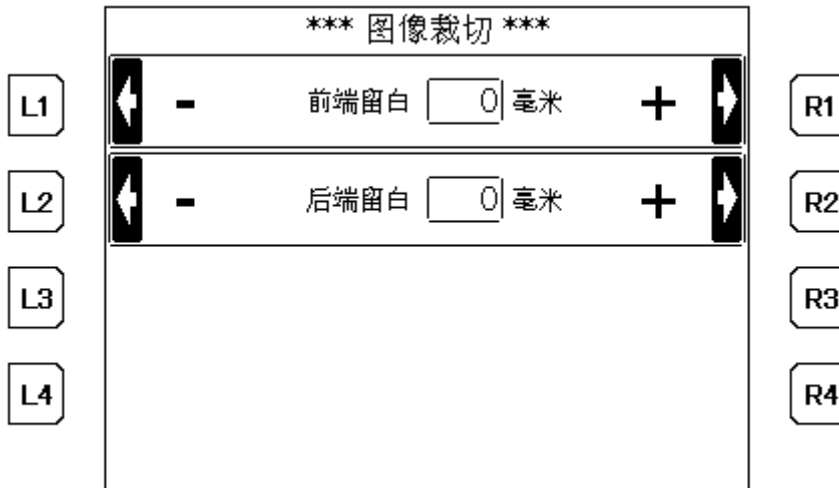 *** 图像裁切 ***
L1 - 前端留白 0 毫米 + R1
L2 - 后端留白 0 毫米 + R2
L3 R3
L4 R4